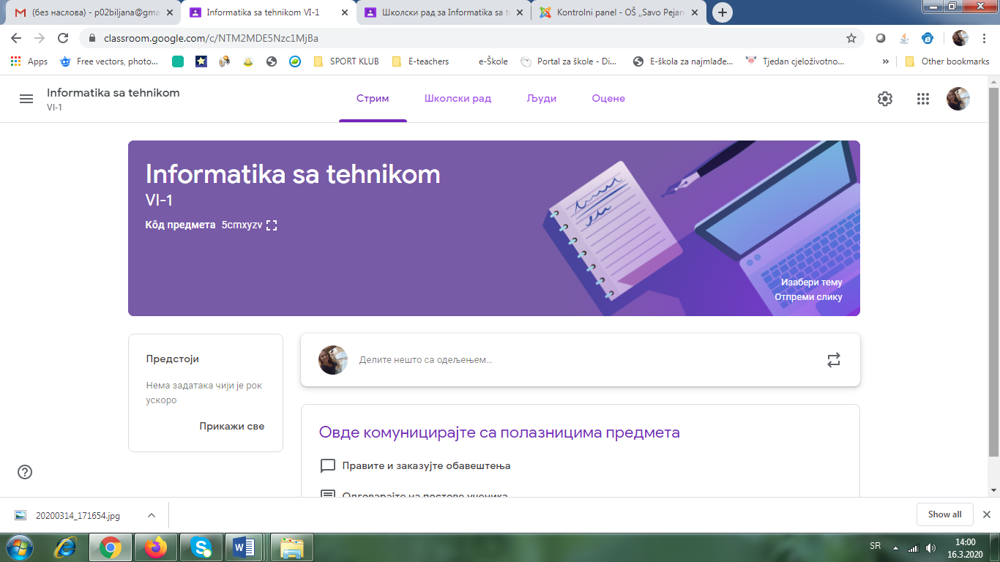 (без наслова) - p02biljana@gma
Informatika sa tehnikom VI-1
Школски рад за Informatika sa t
Kontrolni panel - OŠ „Savo Pejan
classroom.google.com/c/NTM2MDE5Nzc1MjBa
Apps
Free vectors, photo...
SPORT KLUB
E-teachers
e-Škole
Portal za škole - Di...
E-škola za najmlađe...
Tjedan cjeloživotno...
»
Other bookmarks
Informatika sa tehnikom
VI-1
Стрим
Школски рад
Људи
Оцене
Informatika sa tehnikom
VI-1
Кôд предмета 5cmxyzv
Изабери тему
Отпреми слику
Предстоји
Нема задатака чији је рок
ускоро
Прикажи све
Делите нешто са одељењем...
Овде комуницирајте са полазницима предмета
Правите и заказујте обавештења
Одговарајте на постове ученика
20200314_171654.jpg
Show all
SR
14:00
16.3.2020